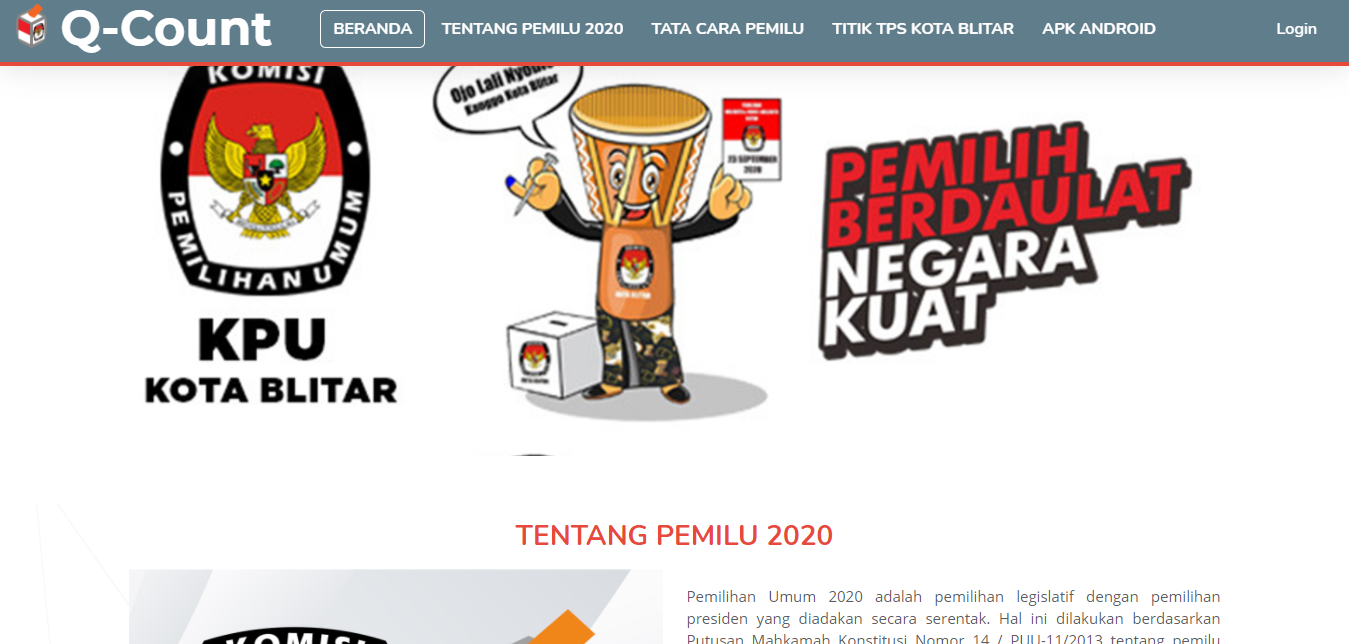 Q-Count
BERANDA
TENTANG PEMILU 2020
TATA CARA PEMILU
TITIK TPS KOTA BLITAR
APK ANDROID
Login
KOMISI
PEMILIHAN UMUM
KPU
KOTA BLITAR
Ojo Lali Nyoblos
Kanggo Kota Blitar
23 SEPTEMBER
2020
KOTA BLITAR
PEMILIH
BERDAULAT
NEGARA
KUAT
TENTANG PEMILU 2020
KOMISI
Pemilihan Umum 2020 adalah pemilihan legislatif dengan pemilihan
presiden yang diadakan secara serentak. Hal ini dilakukan berdasarkan
Putusan Mahkamah Konstitusi Nomor 14 / PUU-11/2013 tentang pemilu